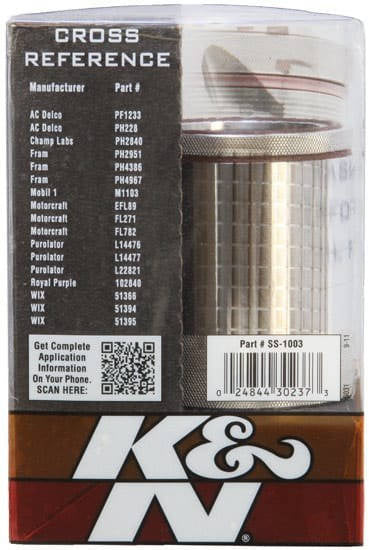 CROSS
REFERENCE
Manufacturer Part #
AC Delco PF1233
AC Delco PH228
Champ Labs PH2840
Fram PH2951
Fram PH4386
Fram PH4967
Mobil 1 M1103
Motorcraft EFL89
Motorcraft FL271
Motorcraft FL782
Purolator L14476
Purolator L14477
Purolator L22821
Royal Purple 102840
WIX 51366
WIX 51394
WIX 51395
Get Complete
Application
Information
On Your Phone.
SCAN HERE:
Part # SS-1003
0 24844 30237 3
9-11
K&
N®